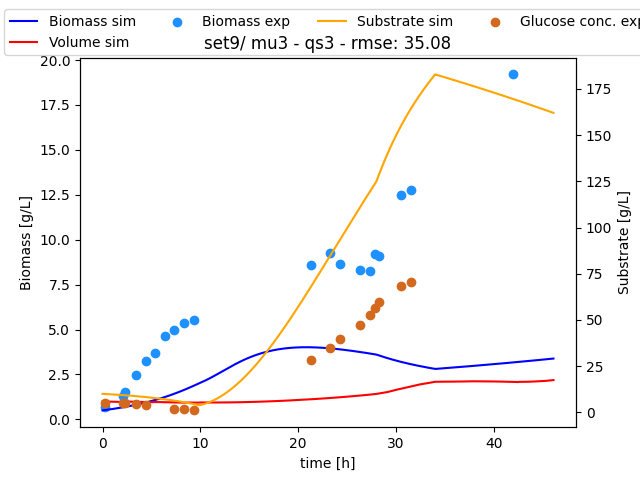 Biomass sim Biomass exp Substrate sim Glucose conc. exp
Volume sim
set9/ mu3 - qs3 - rmse: 35.08
20.0
17.5
15.0
12.5
10.0
7.5
5.0
2.5
0.0
Biomass [g/L]
175
150
125
100
75
50
25
0
Substrate [g/L]
0 10 20 30 40
time [h]